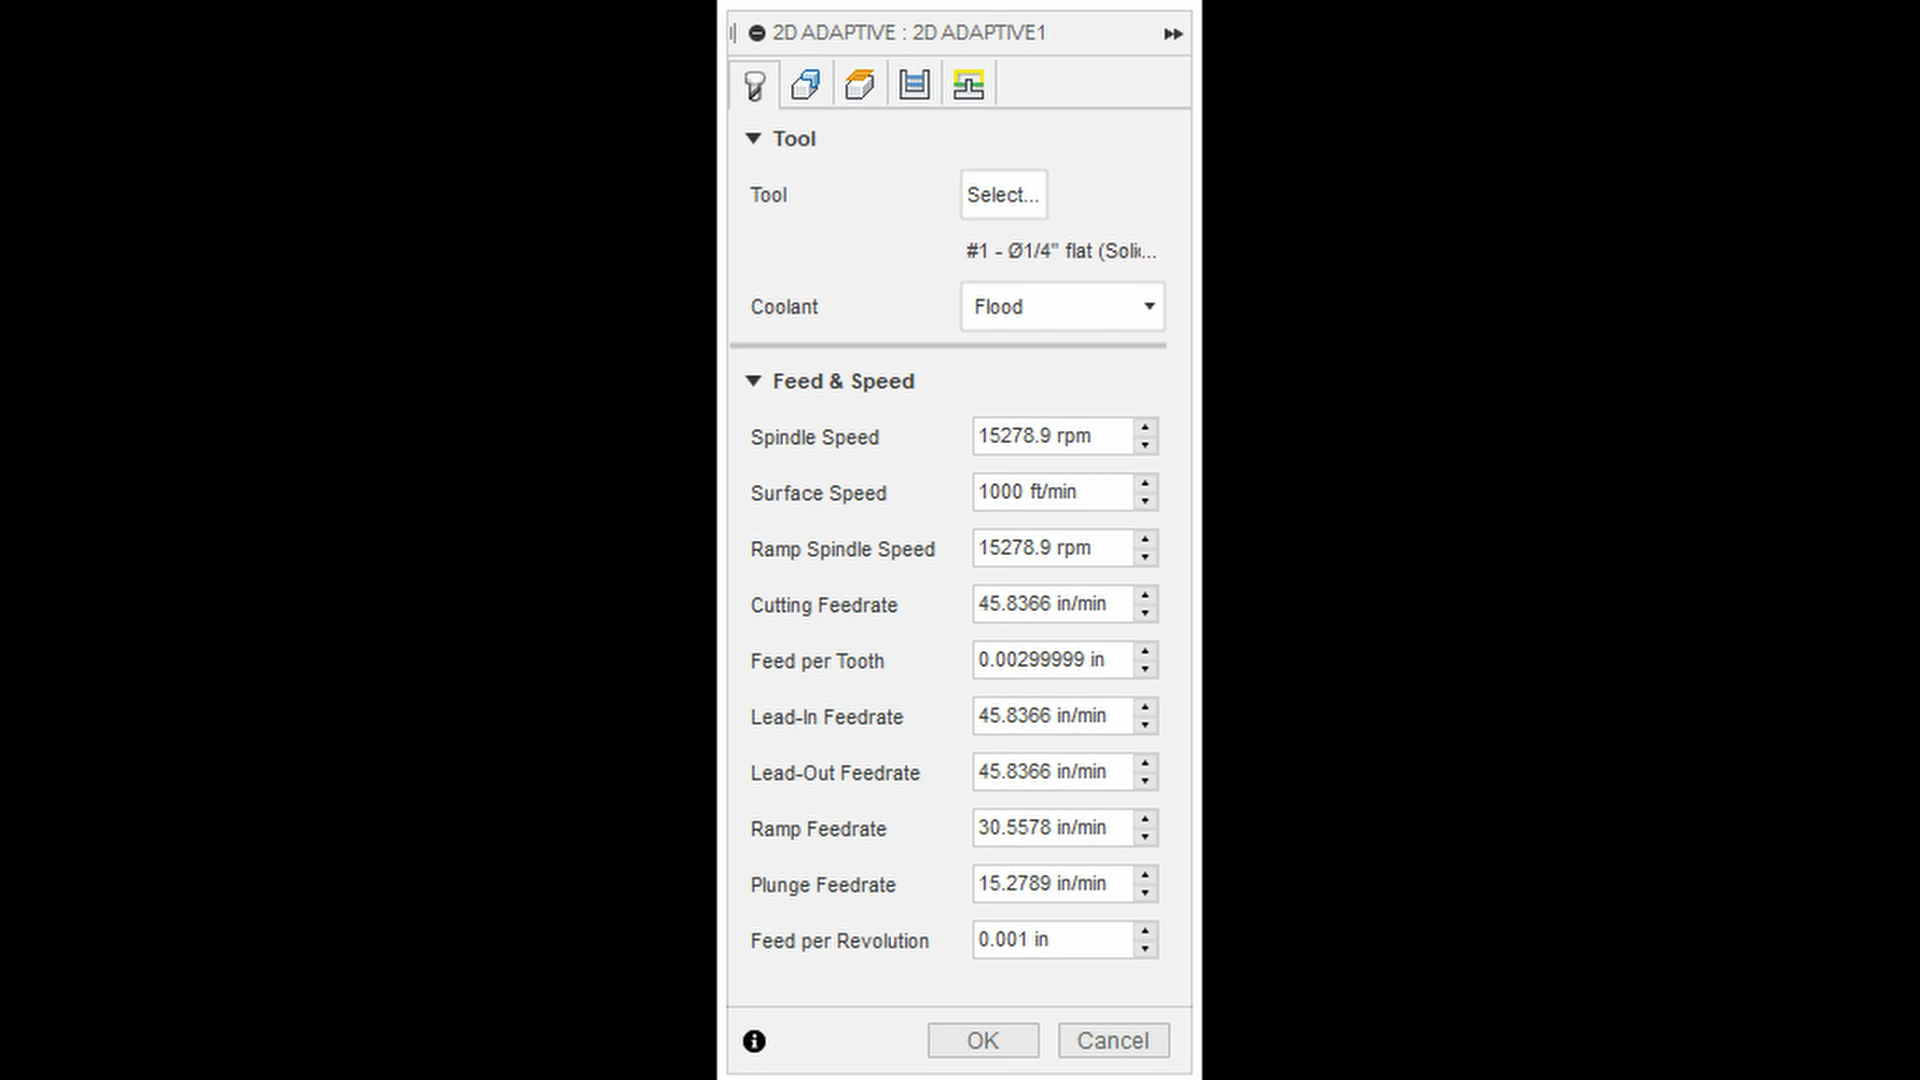 2D ADAPTIVE : 2D ADAPTIVE1
Tool
Tool Select...
#1 - Ø1/4" flat (Soli...
Coolant Flood
Feed & Speed
Spindle Speed 15278.9 rpm
Surface Speed 1000 ft/min
Ramp Spindle Speed 15278.9 rpm
Cutting Feedrate 45.8366 in/min
Feed per Tooth 0.00299999 in
Lead-In Feedrate 45.8366 in/min
Lead-Out Feedrate 45.8366 in/min
Ramp Feedrate 30.5578 in/min
Plunge Feedrate 15.2789 in/min
Feed per Revolution 0.001 in
OK Cancel